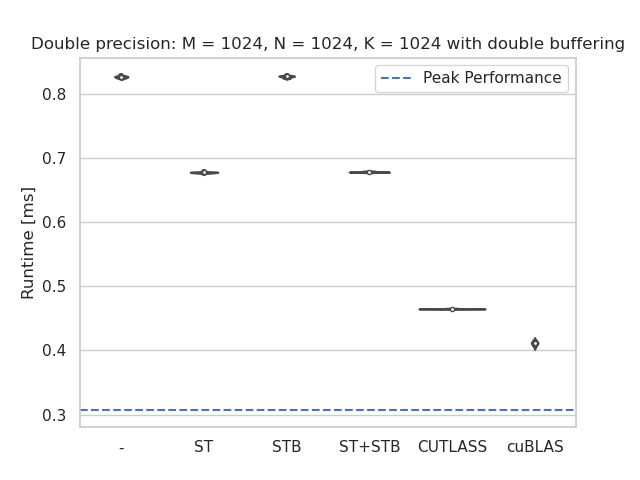 Double precision: M = 1024, N = 1024, K = 1024 with double buffering
Peak Performance
Runtime [ms]
0.8
0.7
0.6
0.5
0.4
0.3
- ST STB ST+STB CUTLASS cuBLAS